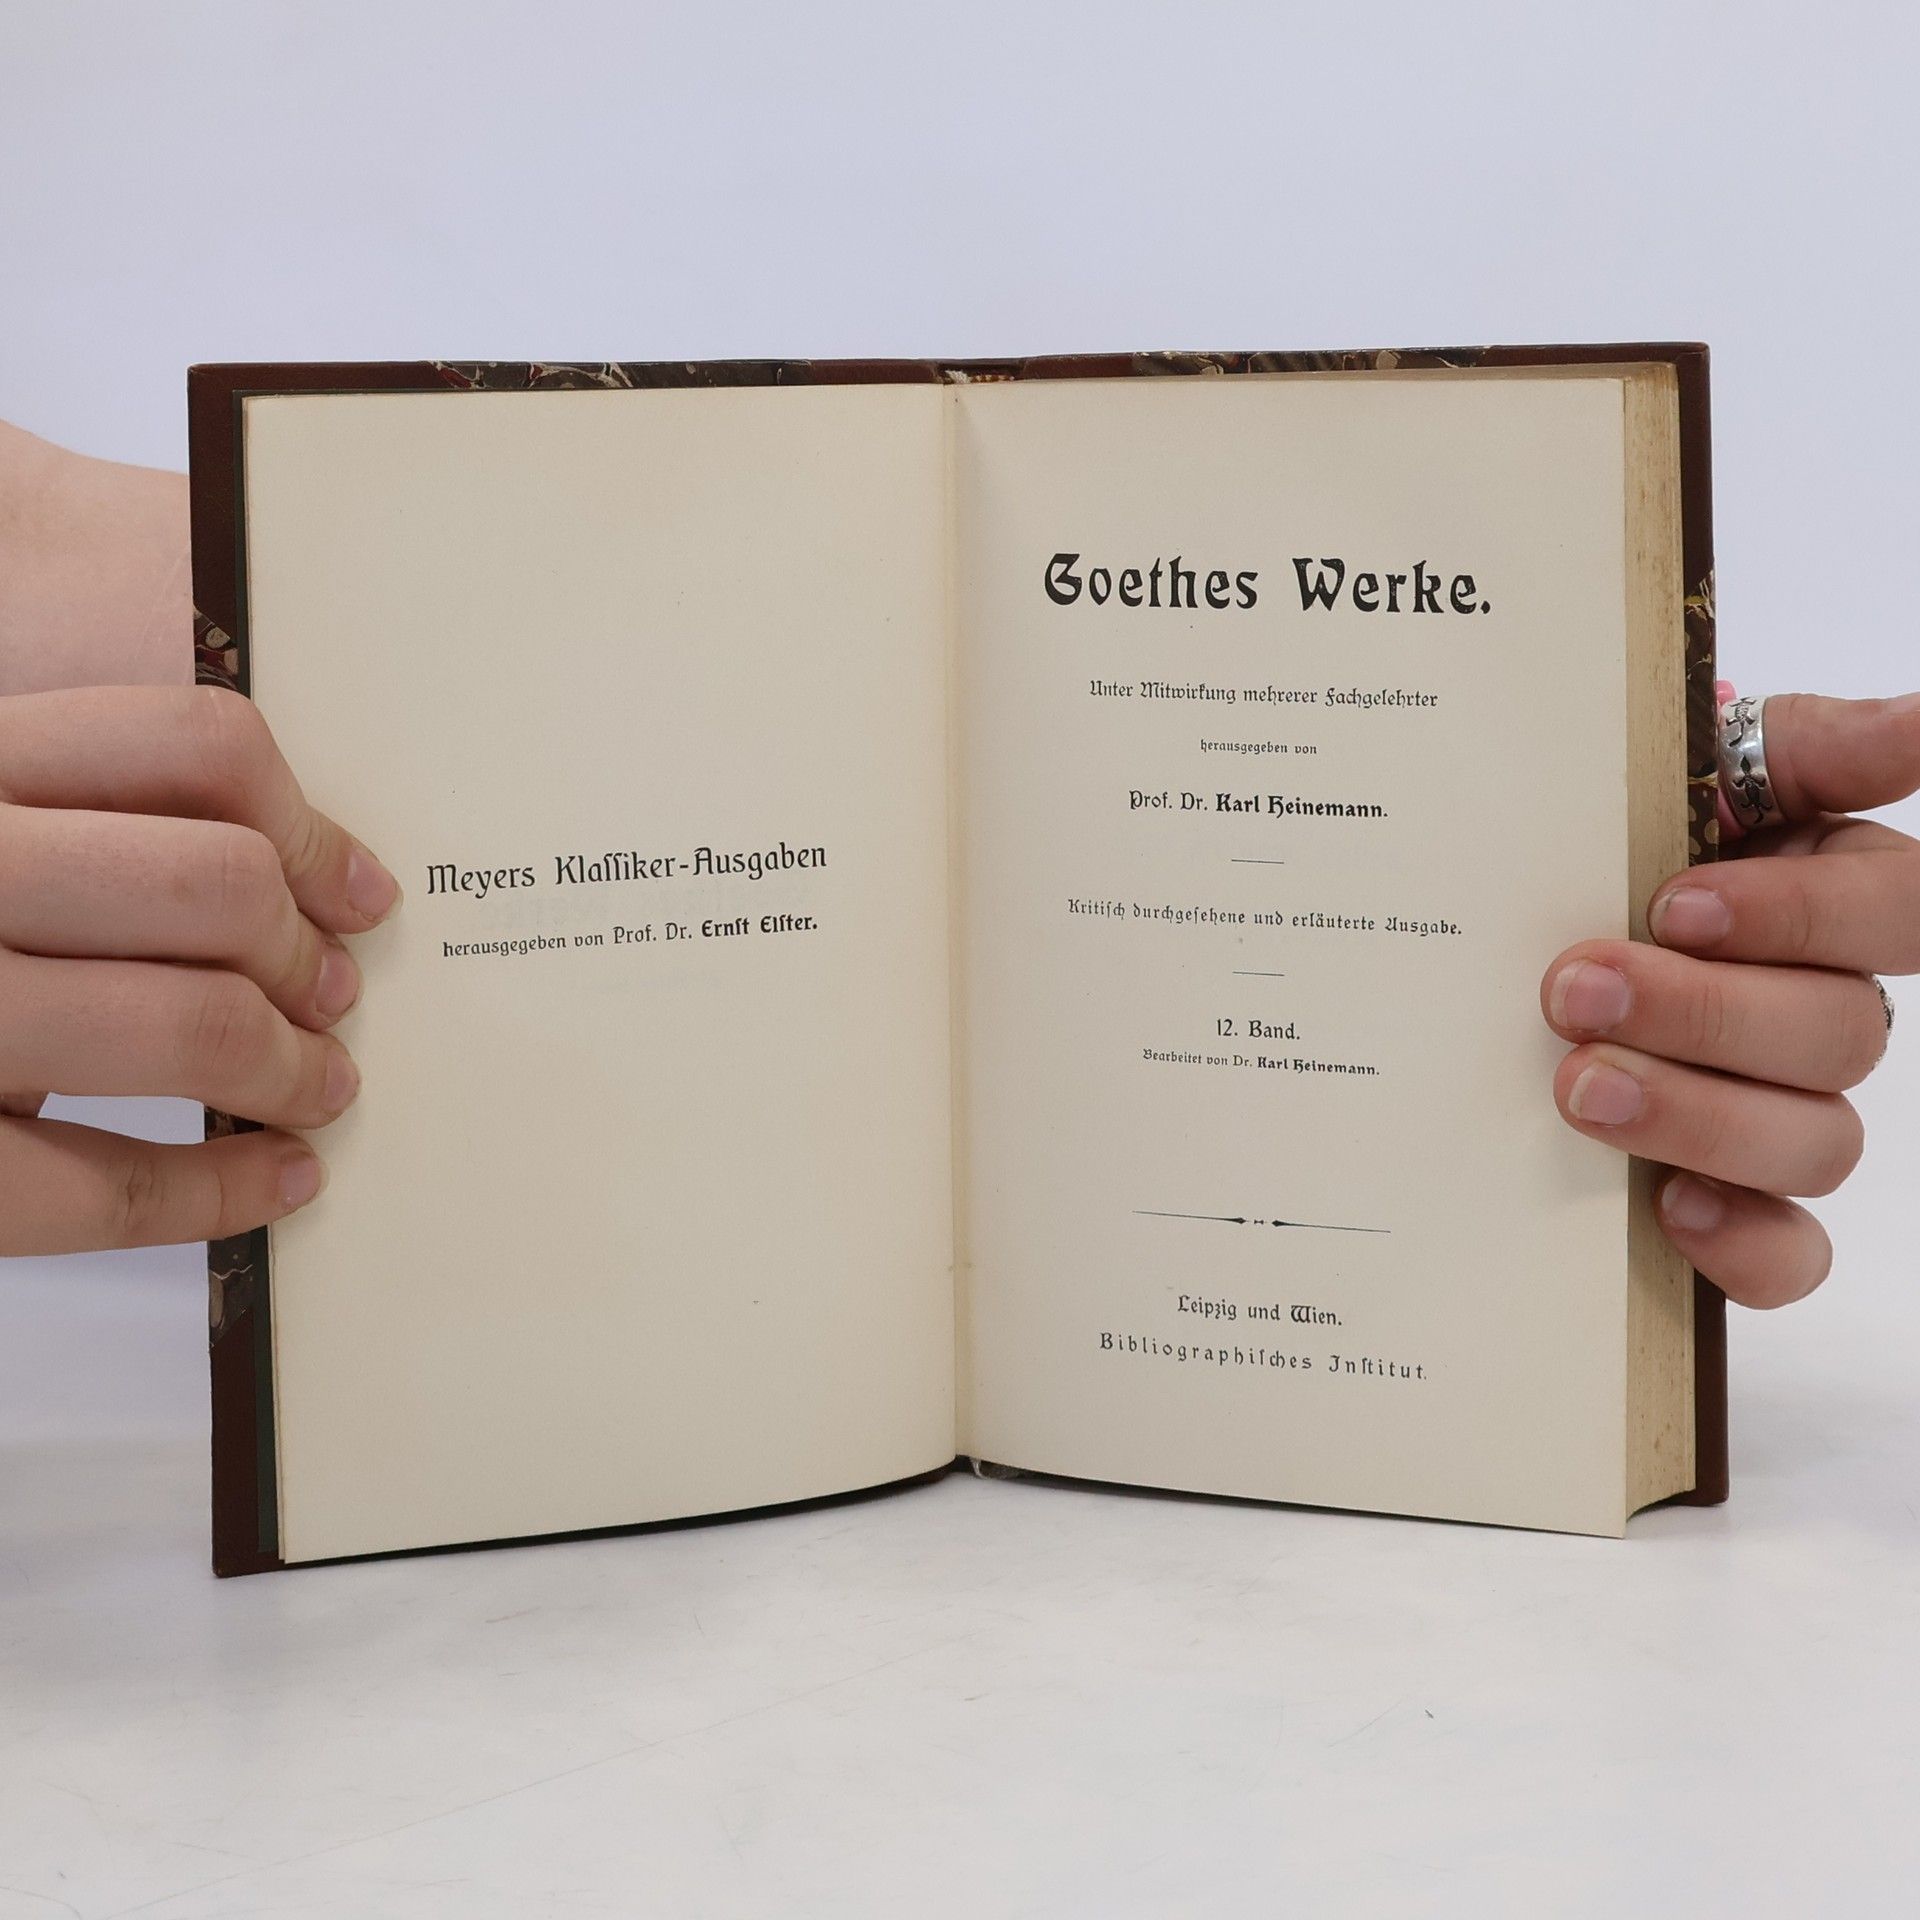 Meyers Klaſſiker-Ausgaben
herausgegeben von Prof. Dr. Ernſt Elſter.
Goethes Werke.
Unter Mitwirkung mehrerer Fachgelehrter
herausgegeben von
Prof. Dr. Karl Heinemann.
Kritiſch durchgeſehene und erläuterte Ausgabe.
12. Band.
Bearbeitet von Dr. Karl Heinemann.
Leipzig und Wien.
Bibliographiſches Inſtitut.